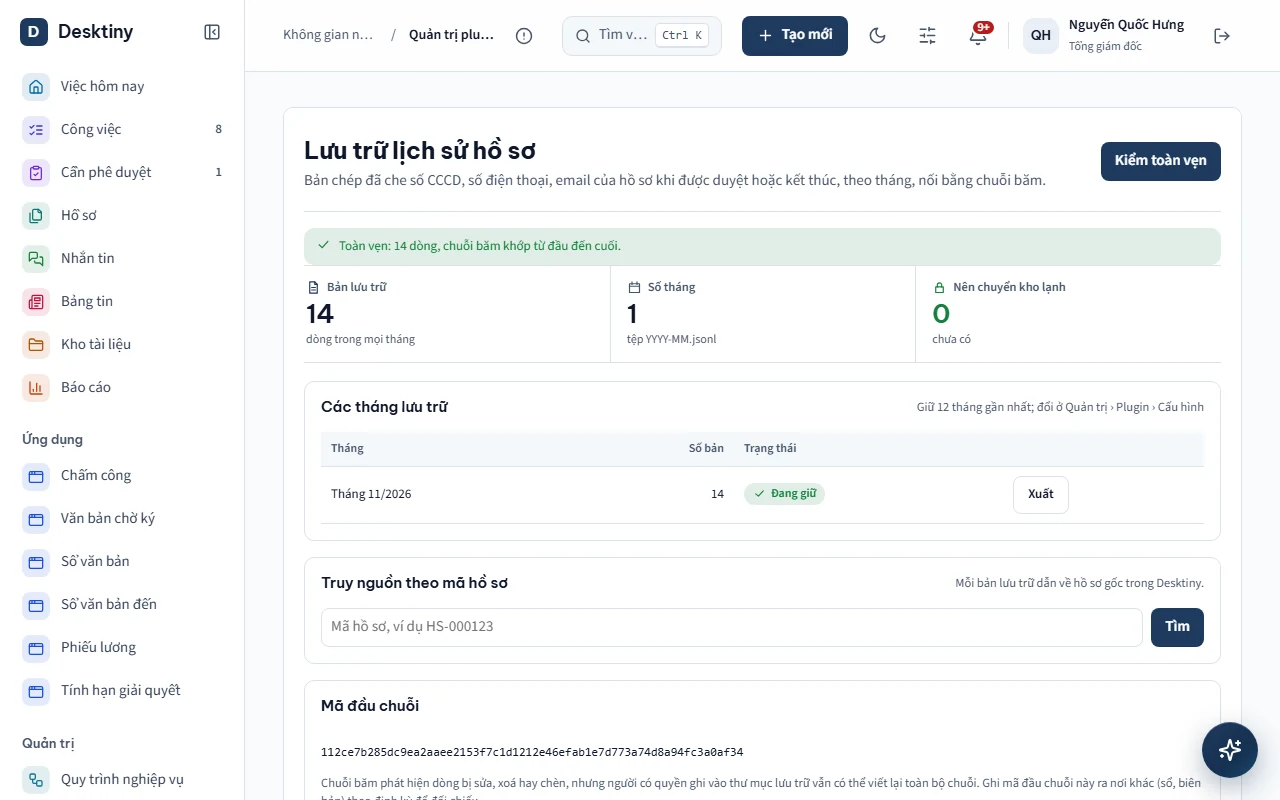 D Desktiny
Không gian n... / Quản trị plu...
Tìm v... Ctrl K
Tạo mới
9+
QH
Nguyễn Quốc Hưng
Tổng giám đốc
Việc hôm nay
Công việc 8
Cần phê duyệt 1
Hồ sơ
Nhắn tin
Bảng tin
Kho tài liệu
Báo cáo
Ứng dụng
Chấm công
Văn bản chờ ký
Sổ văn bản
Sổ văn bản đến
Phiếu lương
Tính hạn giải quyết
Quản trị
Quy trình nghiệp vụ
Lưu trữ lịch sử hồ sơ
Bản chép đã che số CCCD, số điện thoại, email của hồ sơ khi được duyệt hoặc kết thúc, theo tháng, nối bằng chuỗi băm.
Kiểm toàn vẹn
Toàn vẹn: 14 dòng, chuỗi băm khớp từ đầu đến cuối.
Bản lưu trữ
14
dòng trong mọi tháng
Số tháng
1
tệp YYYY-MM.jsonl
Nên chuyển kho lạnh
0
chưa có
Các tháng lưu trữ
Giữ 12 tháng gần nhất; đổi ở Quản trị › Plugin › Cấu hình
Tháng Số bản Trạng thái
Tháng 11/2026 14 Đang giữ Xuất
Truy nguồn theo mã hồ sơ
Mỗi bản lưu trữ dẫn về hồ sơ gốc trong Desktiny.
Mã hồ sơ, ví dụ HS-000123
Tìm
Mã đầu chuỗi
112ce7b285dc9ea2aaee2153f7c1d1212e46efab1e7d773a74d8a94fc3a0af34
Chuỗi băm phát hiện dòng bị sửa, xoá hay chèn, nhưng người có quyền ghi vào thư mục lưu trữ vẫn có thể viết lại toàn bộ chuỗi. Ghi mã đầu chuỗi này ra nơi khác (sổ, biên
bản) theo định kỳ để đối chiếu.